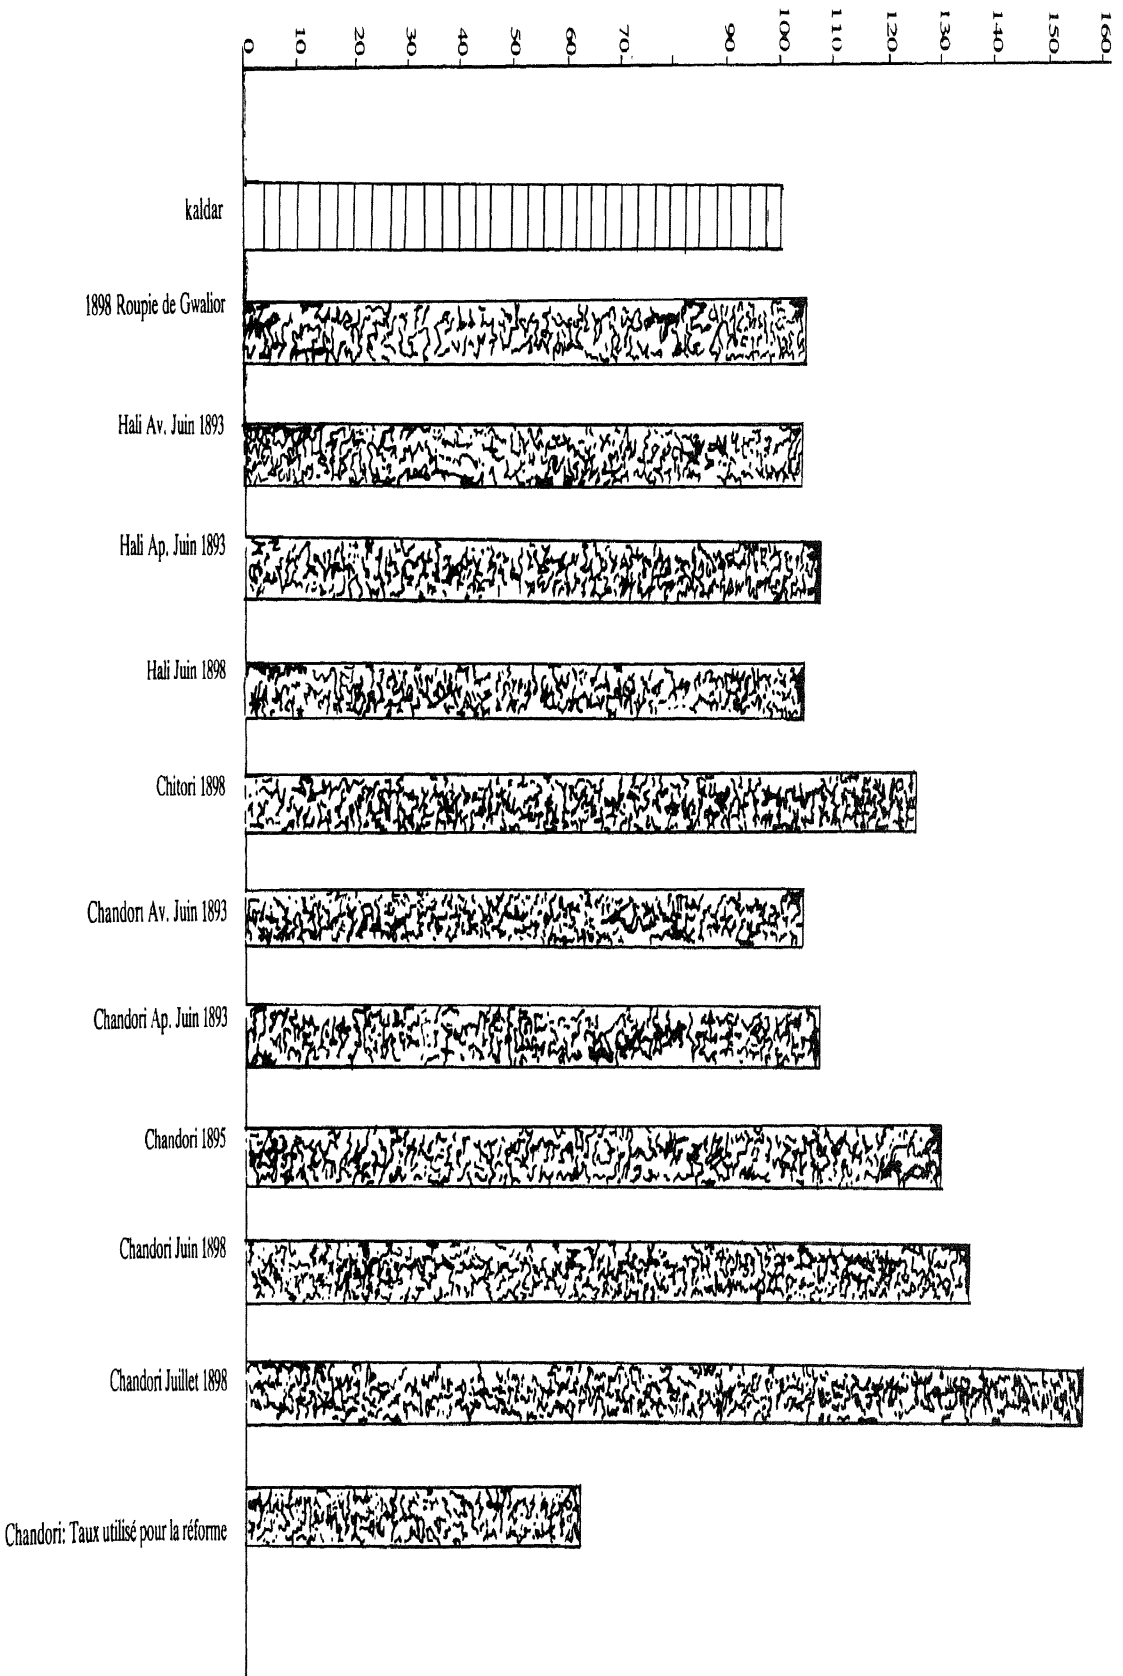 0
10
20
30
40
50
60
70
90
100
110
120
130
140
150
160
kaldar
1898 Roupie de Gwalior
Hali Av. Juin 1893
Hali Ap. Juin 1893
Hali Juin 1898
Chitori 1898
Chandori Av. Juin 1893
Chandori Ap. Juin 1893
Chandori 1895
Chandori Juin 1898
Chandori Juillet 1898
Chandori: Taux utilisé pour la réforme